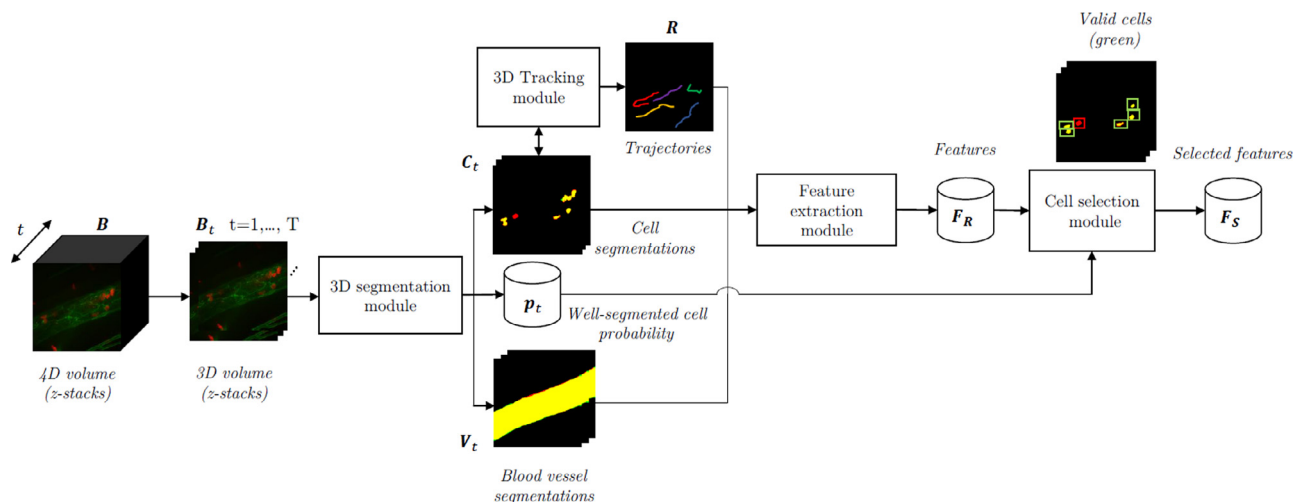 R
Valid cells
(green)
3D Tracking
module
Trajectories
C_t
Features
Selected features
Feature
extraction
module
F_R
Cell selection
module
F_S
Cell
segmentations
t
B
B_t t=1,..., T
3D segmentation
module
p_t
Well-segmented cell
probability
4D volume
(z-stacks)
3D volume
(z-stacks)
V_t
Blood vessel
segmentations